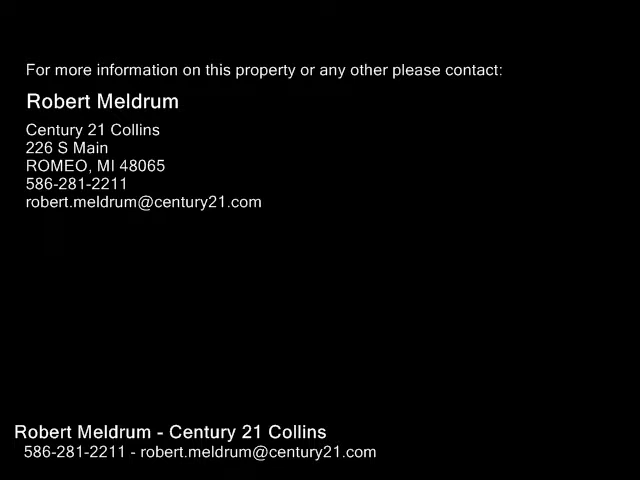 For more information on this property or any other please contact:
Robert Meldrum
Century 21 Collins
226 S Main
ROMEO, MI 48065
586-281-2211
robert.meldrum@century21.com
Robert Meldrum - Century 21 Collins
586-281-2211 - robert.meldrum@century21.com